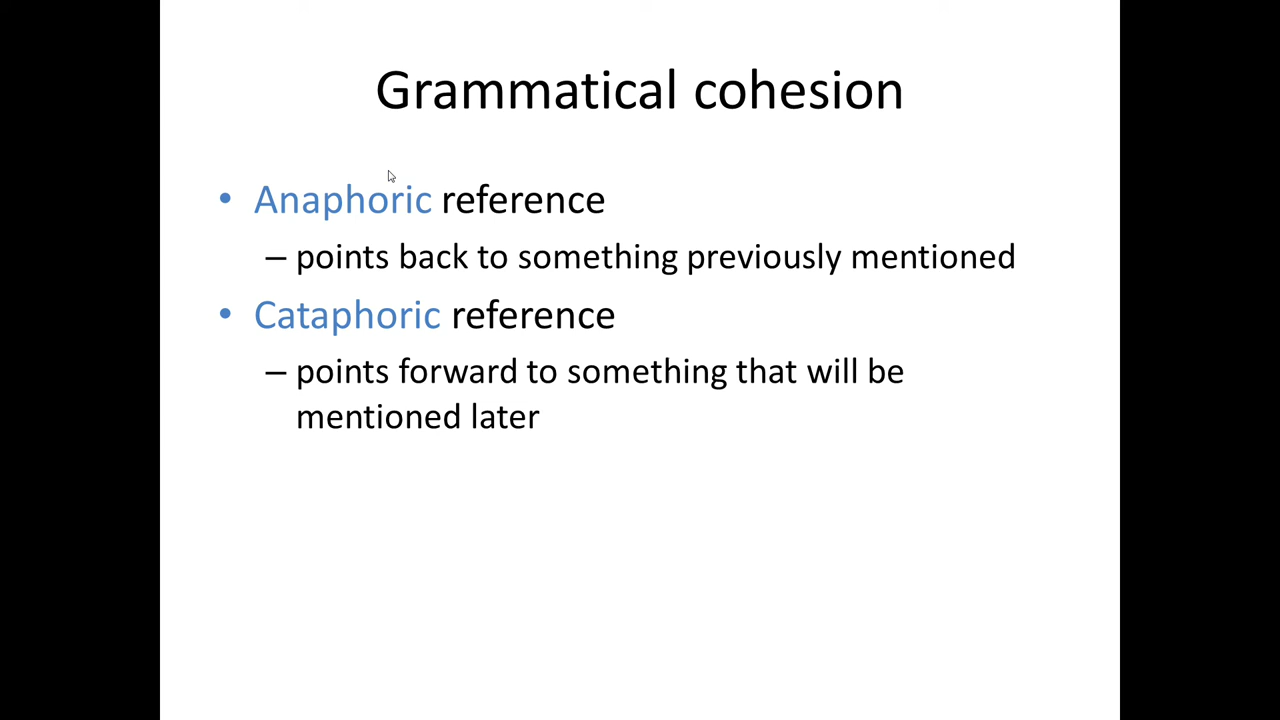 Grammatical cohesion
• Anaphoric reference
– points back to something previously mentioned
• Cataphoric reference
– points forward to something that will be
mentioned later